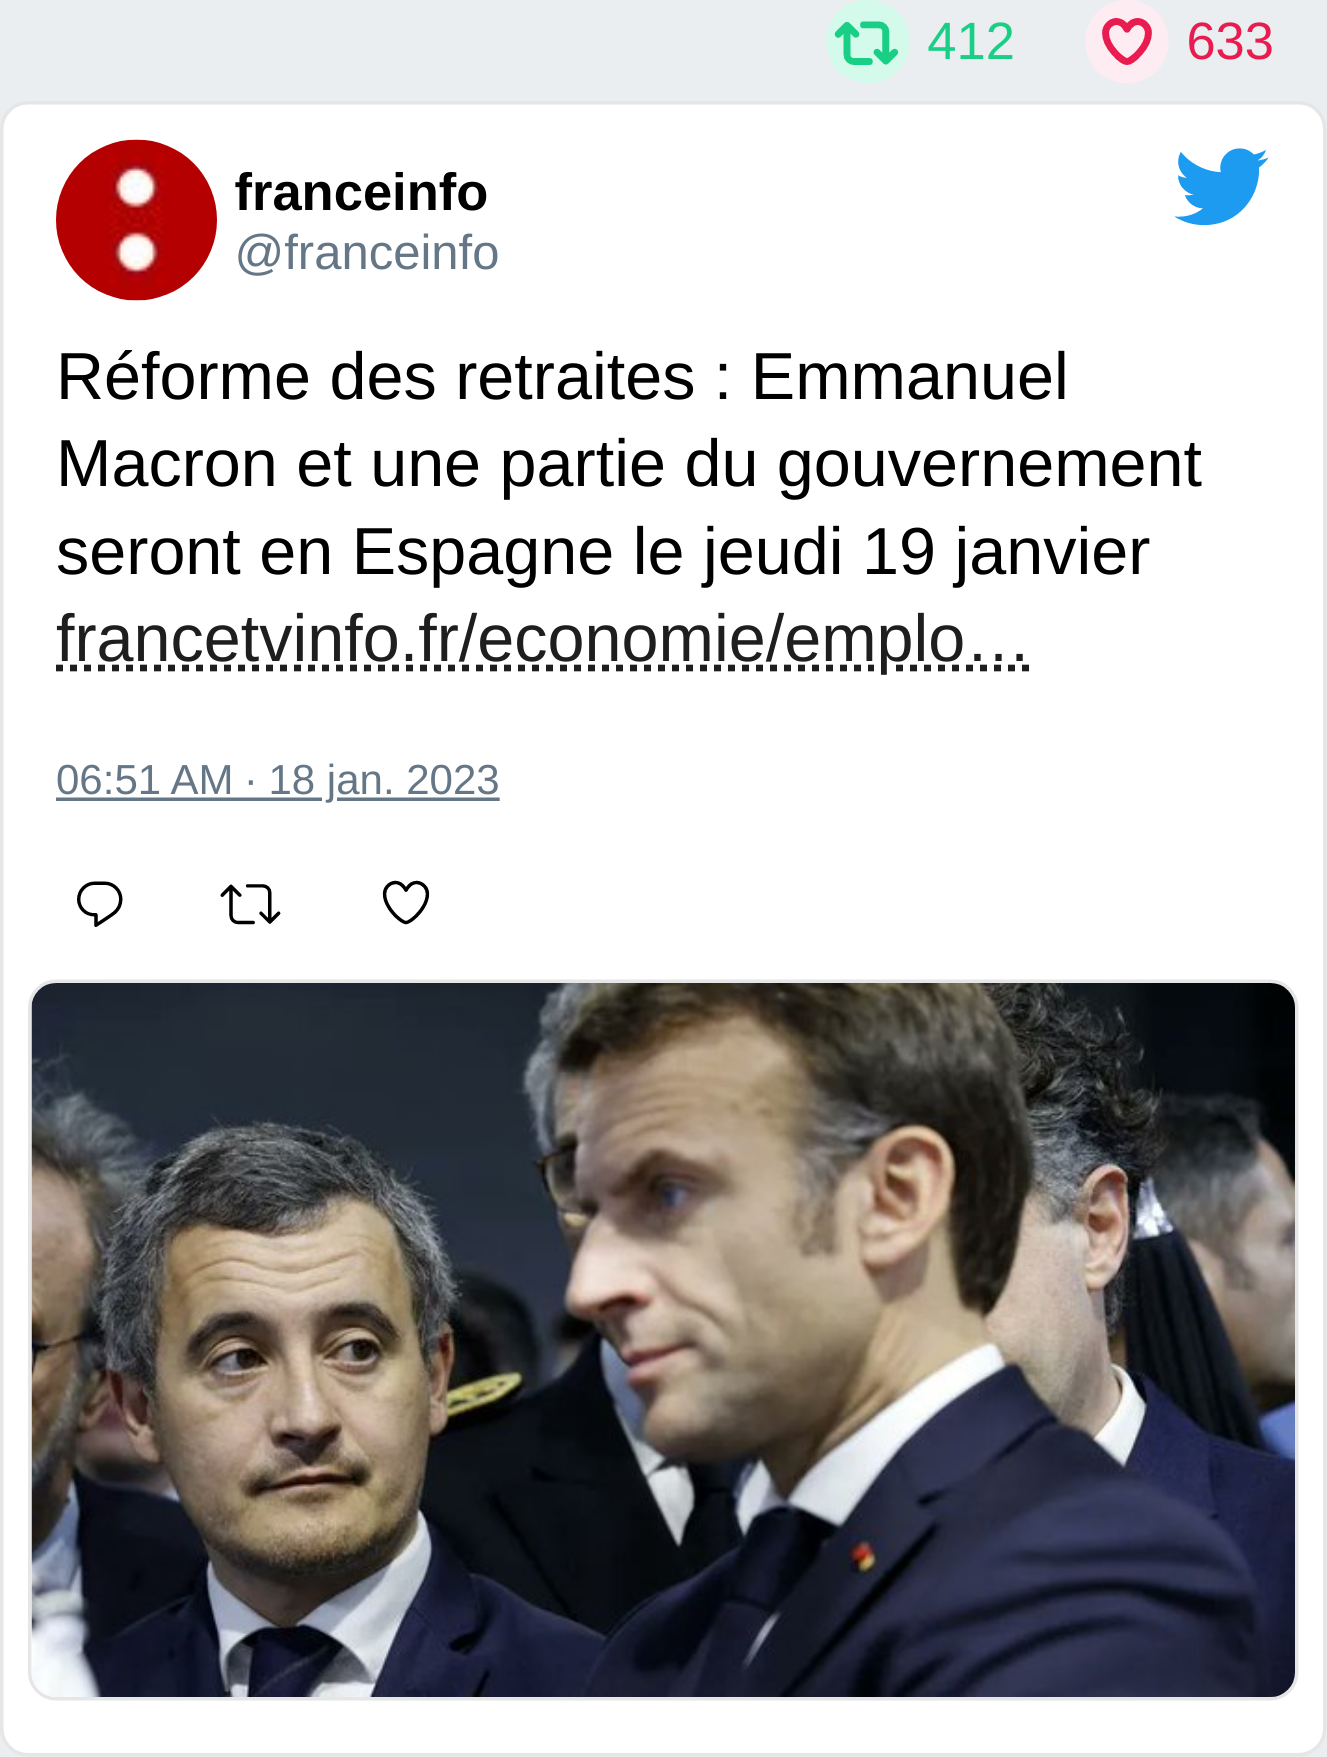 412 633
franceinfo
@franceinfo
Réforme des retraites : Emmanuel
Macron et une partie du gouvernement
seront en Espagne le jeudi 19 janvier
francetvinfo.fr/economie/emplo…
06:51 AM · 18 jan. 2023